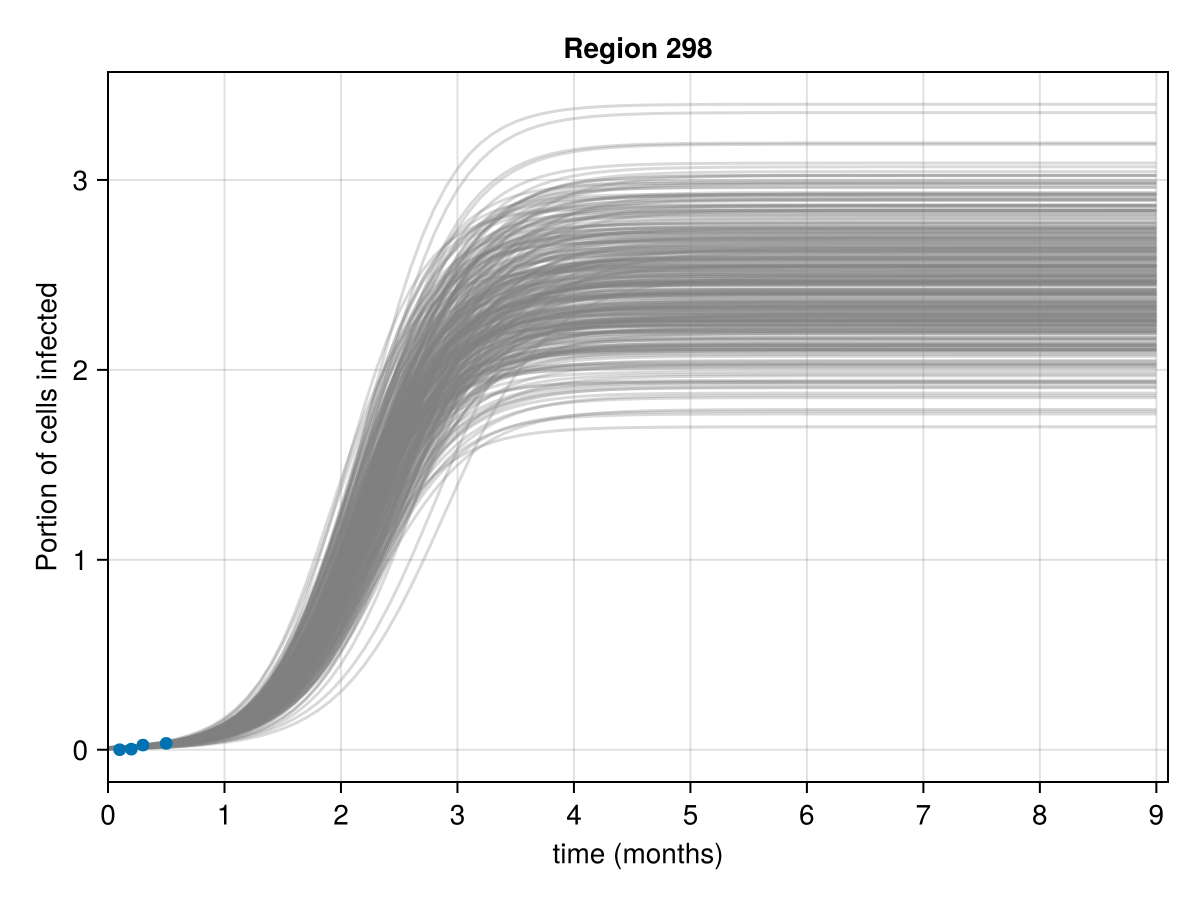 Region 298
Portion of cells infected
3
2
1
0
0 1 2 3 4 5 6 7 8 9
time (months)